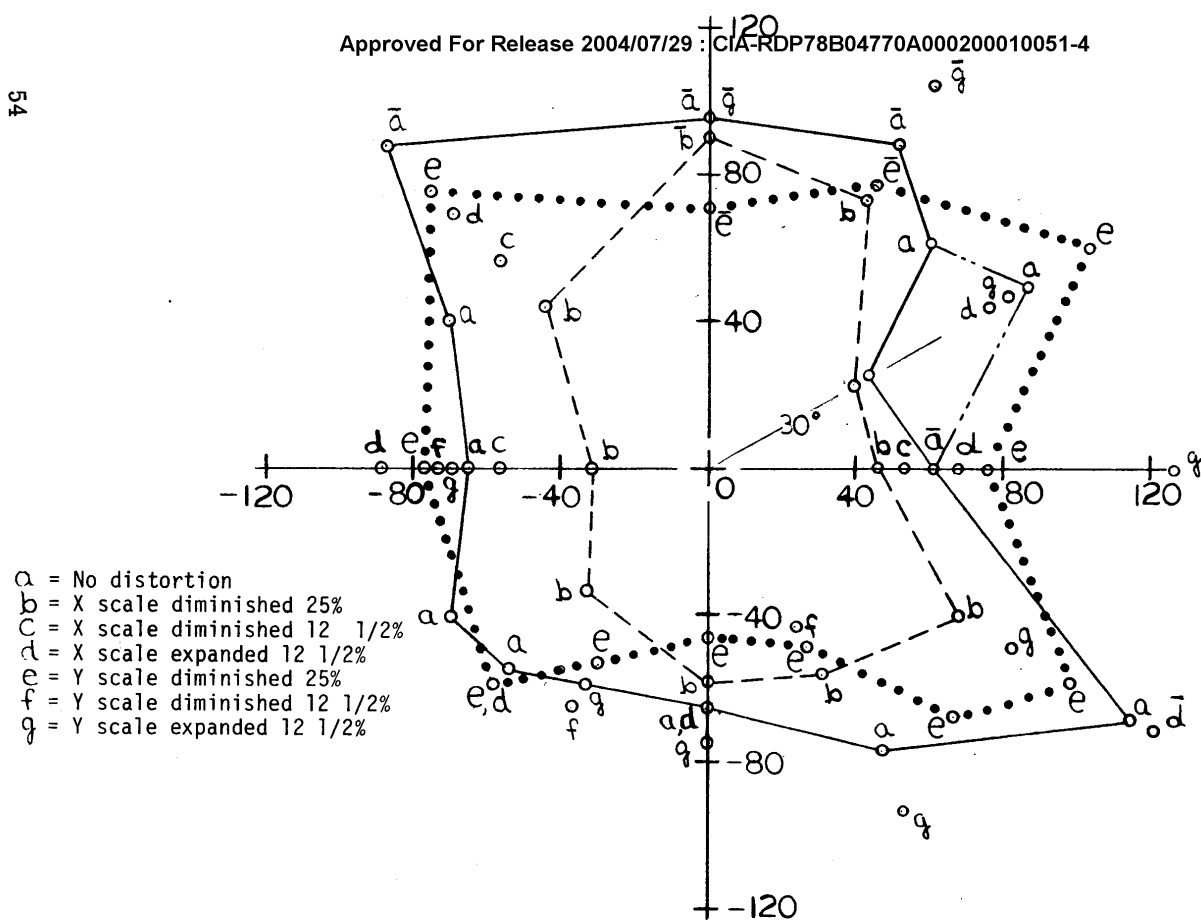 120
Approved For Release 2004/07/29 : CIA-RDP78B04770A000200010051-4
54
ḡ
ā
ā ḡ
ā
b̄
80
e
ē
d
b
ē
e
c
a
a
g
d
b
a
40
30°
d
e
f
g
a
c
b
b
c
ā
d
e
g
-120
-80
-40
0
40
80
120
a = No distortion
b = X scale diminished 25%
c = X scale diminished 12 1/2%
d = X scale expanded 12 1/2%
e = Y scale diminished 25%
f = Y scale diminished 12 1/2%
g = Y scale expanded 12 1/2%
b
-40
b
a
f
a
e
e
e
g
b
b
e,d
g
e
e
f
a,d
a
a
d̄
g
-80
g
-120